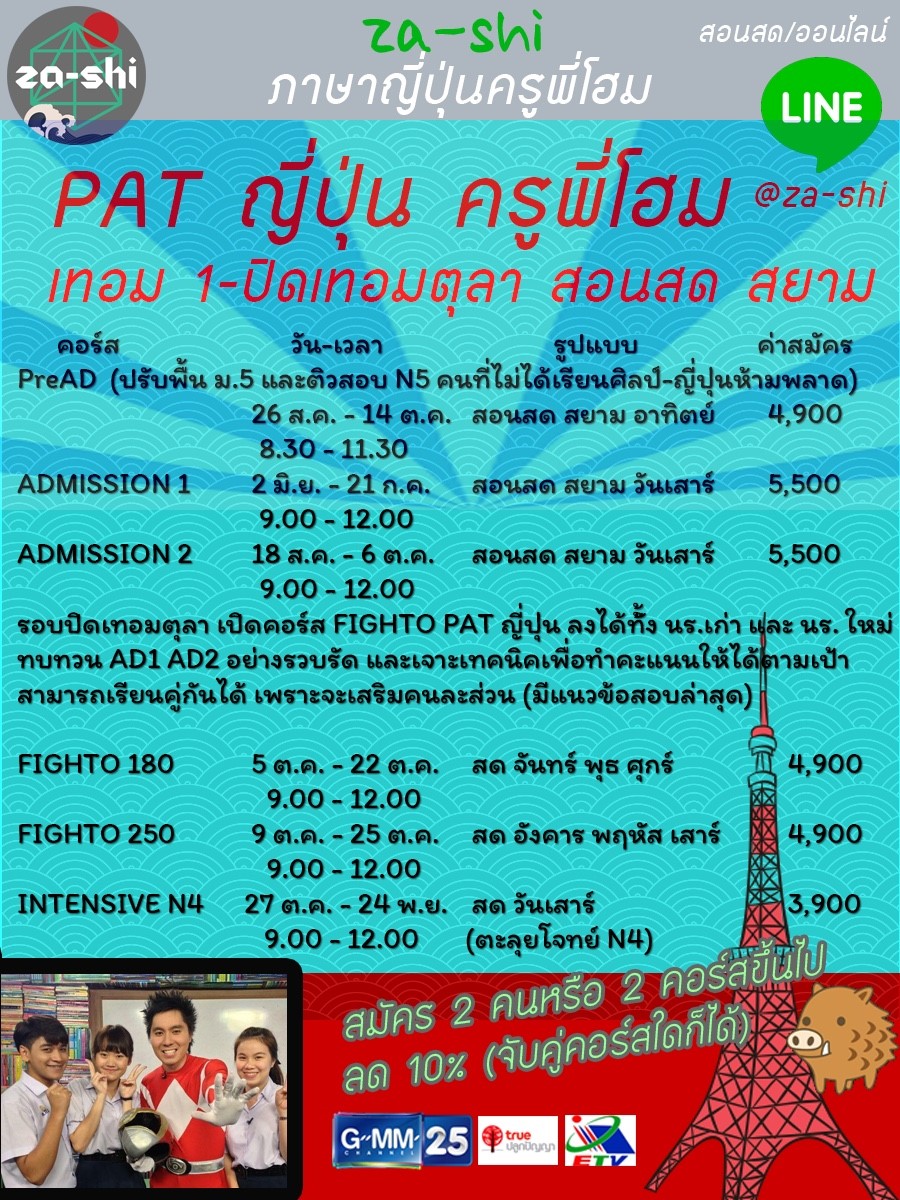 za-shi
za-shi
ภาษาญี่ปุ่นครูพี่โฮม
สอนสด/ออนไลน์
LINE
@za-shi
PAT ญี่ปุ่น ครูพี่โฮม
เทอม 1-ปิดเทอมตุลา สอนสด สยาม
คอร์ส วัน-เวลา รูปแบบ ค่าสมัคร
PreAD (ปรับพื้น ม.5 และติวสอบ N5 คนที่ไม่ได้เรียนศิลป์-ญี่ปุ่นห้ามพลาด)
26 ส.ค. - 14 ต.ค. สอนสด สยาม อาทิตย์ 4,900
8.30 - 11.30
ADMISSION 1 2 มิ.ย. - 21 ก.ค. สอนสด สยาม วันเสาร์ 5,500
9.00 - 12.00
ADMISSION 2 18 ส.ค. - 6 ต.ค. สอนสด สยาม วันเสาร์ 5,500
9.00 - 12.00
รอบปิดเทอมตุลา เปิดคอร์ส FIGHTO PAT ญี่ปุ่น ลงได้ทั้ง นร.เก่า และ นร. ใหม่
ทบทวน AD1 AD2 อย่างรวบรัด และเจาะเทคนิคเพื่อทำคะแนนให้ได้ตามเป้า
สามารถเรียนคู่กันได้ เพราะจะเสริมคนละส่วน (มีแนวข้อสอบล่าสุด)
FIGHTO 180 5 ต.ค. - 22 ต.ค. สด จันทร์ พุธ ศุกร์ 4,900
9.00 - 12.00
FIGHTO 250 9 ต.ค. - 25 ต.ค. สด อังคาร พฤหัส เสาร์ 4,900
9.00 - 12.00
INTENSIVE N4 27 ต.ค. - 24 พ.ย. สด วันเสาร์ 3,900
9.00 - 12.00 (ตะลุยโจทย์ N4)
สมัคร 2 คนหรือ 2 คอร์สขึ้นไป
ลด 10% (จับคู่คอร์สใดก็ได้)
GMM 25
CHANNEL
true
ปลูกปัญญา
ETV